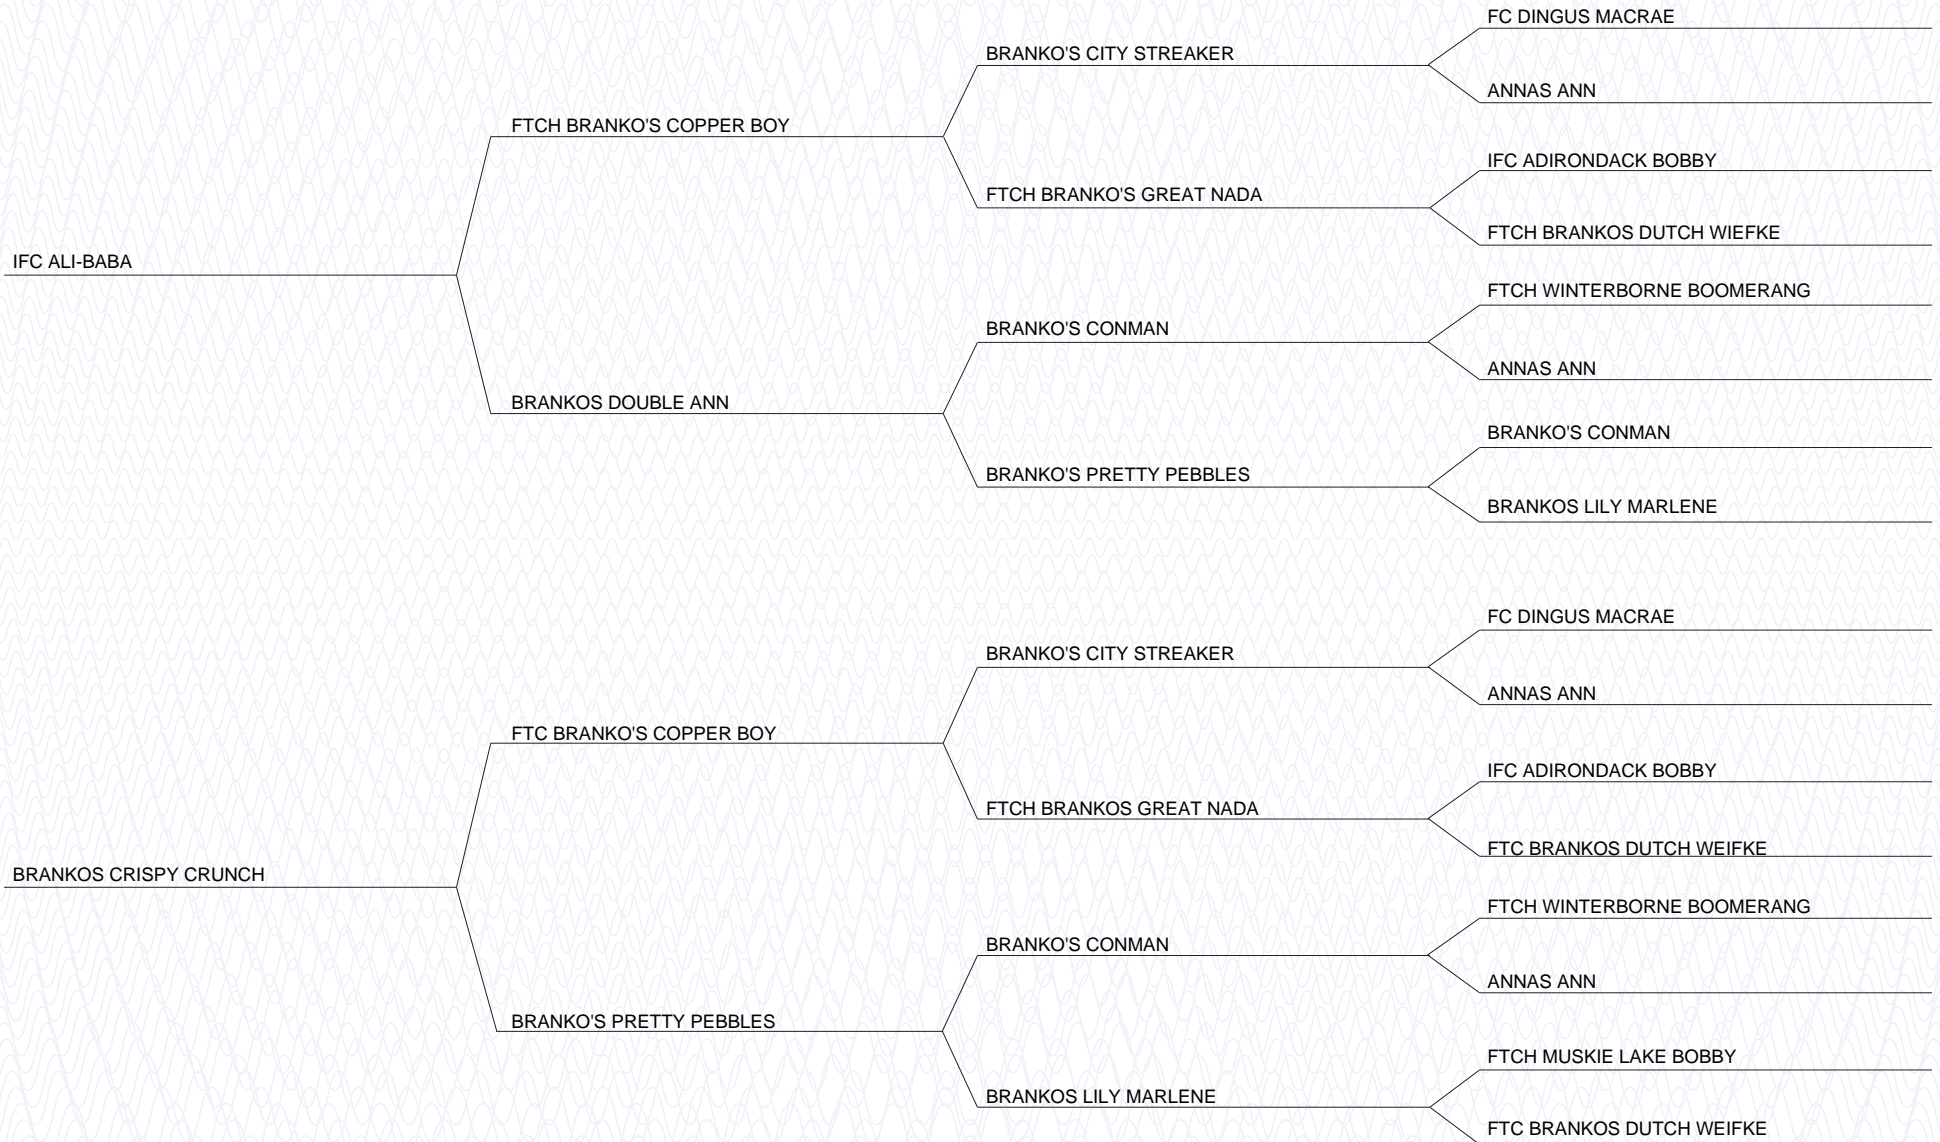 FC DINGUS MACRAE
BRANKO'S CITY STREAKER
ANNAS ANN
FTCH BRANKO'S COPPER BOY
IFC ADIRONDACK BOBBY
FTCH BRANKO'S GREAT NADA
FTCH BRANKOS DUTCH WIEFKE
IFC ALI-BABA
FTCH WINTERBORNE BOOMERANG
BRANKO'S CONMAN
ANNAS ANN
BRANKOS DOUBLE ANN
BRANKO'S CONMAN
BRANKO'S PRETTY PEBBLES
BRANKOS LILY MARLENE
FC DINGUS MACRAE
BRANKO'S CITY STREAKER
ANNAS ANN
FTC BRANKO'S COPPER BOY
IFC ADIRONDACK BOBBY
FTCH BRANKOS GREAT NADA
FTC BRANKOS DUTCH WEIFKE
BRANKOS CRISPY CRUNCH
FTCH WINTERBORNE BOOMERANG
BRANKO'S CONMAN
ANNAS ANN
BRANKO'S PRETTY PEBBLES
FTCH MUSKIE LAKE BOBBY
BRANKOS LILY MARLENE
FTC BRANKOS DUTCH WEIFKE